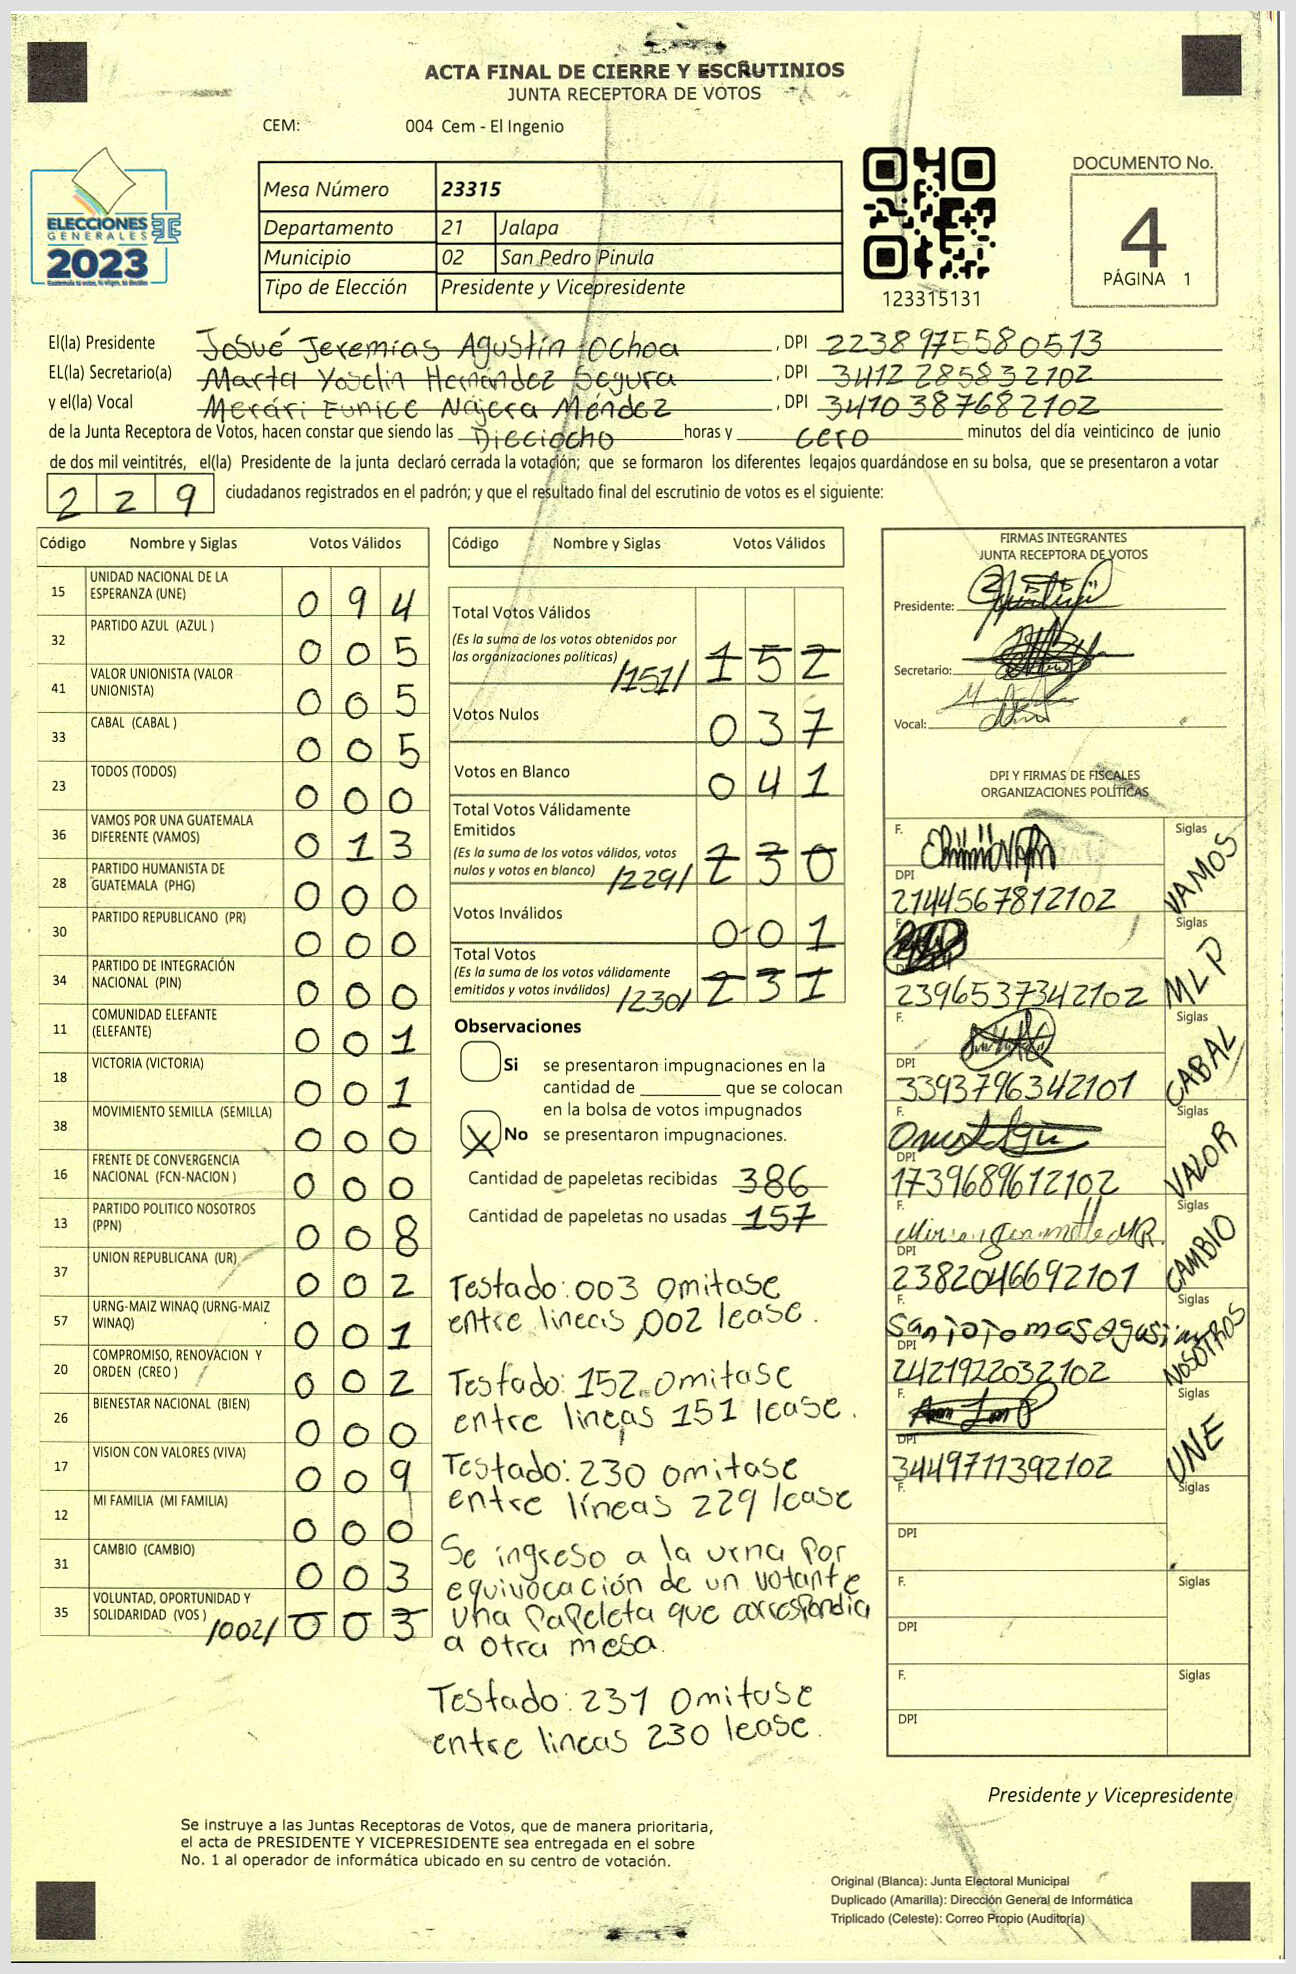 ACTA FINAL DE CIERRE Y ESCRUTINIOS
JUNTA RECEPTORA DE VOTOS
CEM: 004 Cem - El Ingenio
ELECCIONES
GENERALES
2023
Mesa Número 23315
Departamento 21 Jalapa
Municipio 02 San Pedro Pinula
Tipo de Elección Presidente y Vicepresidente
123315131
DOCUMENTO No.
4
PÁGINA 1
El(la) Presidente Josué Jeremías Agustín Ochoa , DPI 2238975580513
EL(la) Secretario(a) Marta Yoselin Hernández Segura , DPI 3412285832102
y el(la) Vocal Merári Eunice Nájera Méndez , DPI 3410387682102
de la Junta Receptora de Votos, hacen constar que siendo las Dieciocho horas y cero minutos del día veinticinco de junio
de dos mil veintitrés, el(la) Presidente de la junta declaró cerrada la votación; que se formaron los diferentes legajos guardándose en su bolsa, que se presentaron a votar
229 ciudadanos registrados en el padrón; y que el resultado final del escrutinio de votos es el siguiente:
Código Nombre y Siglas Votos Válidos
15 UNIDAD NACIONAL DE LA ESPERANZA (UNE) 0 9 4
32 PARTIDO AZUL (AZUL ) 0 0 5
41 VALOR UNIONISTA (VALOR UNIONISTA) 0 0 5
33 CABAL (CABAL ) 0 0 5
23 TODOS (TODOS) 0 0 0
36 VAMOS POR UNA GUATEMALA DIFERENTE (VAMOS) 0 1 3
28 PARTIDO HUMANISTA DE GUATEMALA (PHG) 0 0 0
30 PARTIDO REPUBLICANO (PR) 0 0 0
34 PARTIDO DE INTEGRACIÓN NACIONAL (PIN) 0 0 0
11 COMUNIDAD ELEFANTE (ELEFANTE) 0 0 1
18 VICTORIA (VICTORIA) 0 0 1
38 MOVIMIENTO SEMILLA (SEMILLA) 0 0 0
16 FRENTE DE CONVERGENCIA NACIONAL (FCN-NACION ) 0 0 0
13 PARTIDO POLITICO NOSOTROS (PPN) 0 0 8
37 UNION REPUBLICANA (UR) 0 0 2
57 URNG-MAIZ WINAQ (URNG-MAIZ WINAQ) 0 0 1
20 COMPROMISO, RENOVACION Y ORDEN (CREO ) 0 0 2
26 BIENESTAR NACIONAL (BIEN) 0 0 0
17 VISION CON VALORES (VIVA) 0 0 9
12 MI FAMILIA (MI FAMILIA) 0 0 0
31 CAMBIO (CAMBIO) 0 0 3
35 VOLUNTAD, OPORTUNIDAD Y SOLIDARIDAD (VOS ) /002/ 0 0 3
Código Nombre y Siglas Votos Válidos
Total Votos Válidos
(Es la suma de los votos obtenidos por
las organizaciones políticas) /151/ 1 5 2
Votos Nulos 0 3 7
Votos en Blanco 0 4 1
Total Votos Válidamente
Emitidos
(Es la suma de los votos válidos, votos
nulos y votos en blanco) /229/ 2 3 0
Votos Inválidos 0 0 1
Total Votos
(Es la suma de los votos válidamente
emitidos y votos inválidos) /230/ 2 3 1
Observaciones
Si se presentaron impugnaciones en la
cantidad de ________ que se colocan
en la bolsa de votos impugnados
X No se presentaron impugnaciones.
Cantidad de papeletas recibidas 386
Cantidad de papeletas no usadas 157
Testado: 003 omitase
entre lineas 002 lease.
Testado: 152 omitase
entre lineas 151 lease.
Testado: 230 omitase
entre líneas 229 lease
Se ingreso a la urna por
equivocación de un votante
una papeleta que correspondia
a otra mesa.
Testado: 231 omitase
entre lineas 230 lease.
FIRMAS INTEGRANTES
JUNTA RECEPTORA DE VOTOS
Presidente:
Secretario:
Vocal:
DPI Y FIRMAS DE FISCALES
ORGANIZACIONES POLÍTICAS
F. Siglas
DPI
2144567812102 VAMOS
F. Siglas
DPI
2396537342102 MLP
F. Siglas
DPI
3393796342101 CABAL
F. Siglas
DPI
1739689612102 VALOR
F. Siglas
DPI
2382046692101 CAMBIO
F. Siglas
DPI
2421922032102 NOSOTROS
F. Siglas
DPI
3449711392102 UNE
F. Siglas
DPI
F. Siglas
DPI
F. Siglas
DPI
Presidente y Vicepresidente
Se instruye a las Juntas Receptoras de Votos, que de manera prioritaria,
el acta de PRESIDENTE Y VICEPRESIDENTE sea entregada en el sobre
No. 1 al operador de informática ubicado en su centro de votación.
Original (Blanca): Junta Electoral Municipal
Duplicado (Amarilla): Dirección General de Informática
Triplicado (Celeste): Correo Propio (Auditoría)